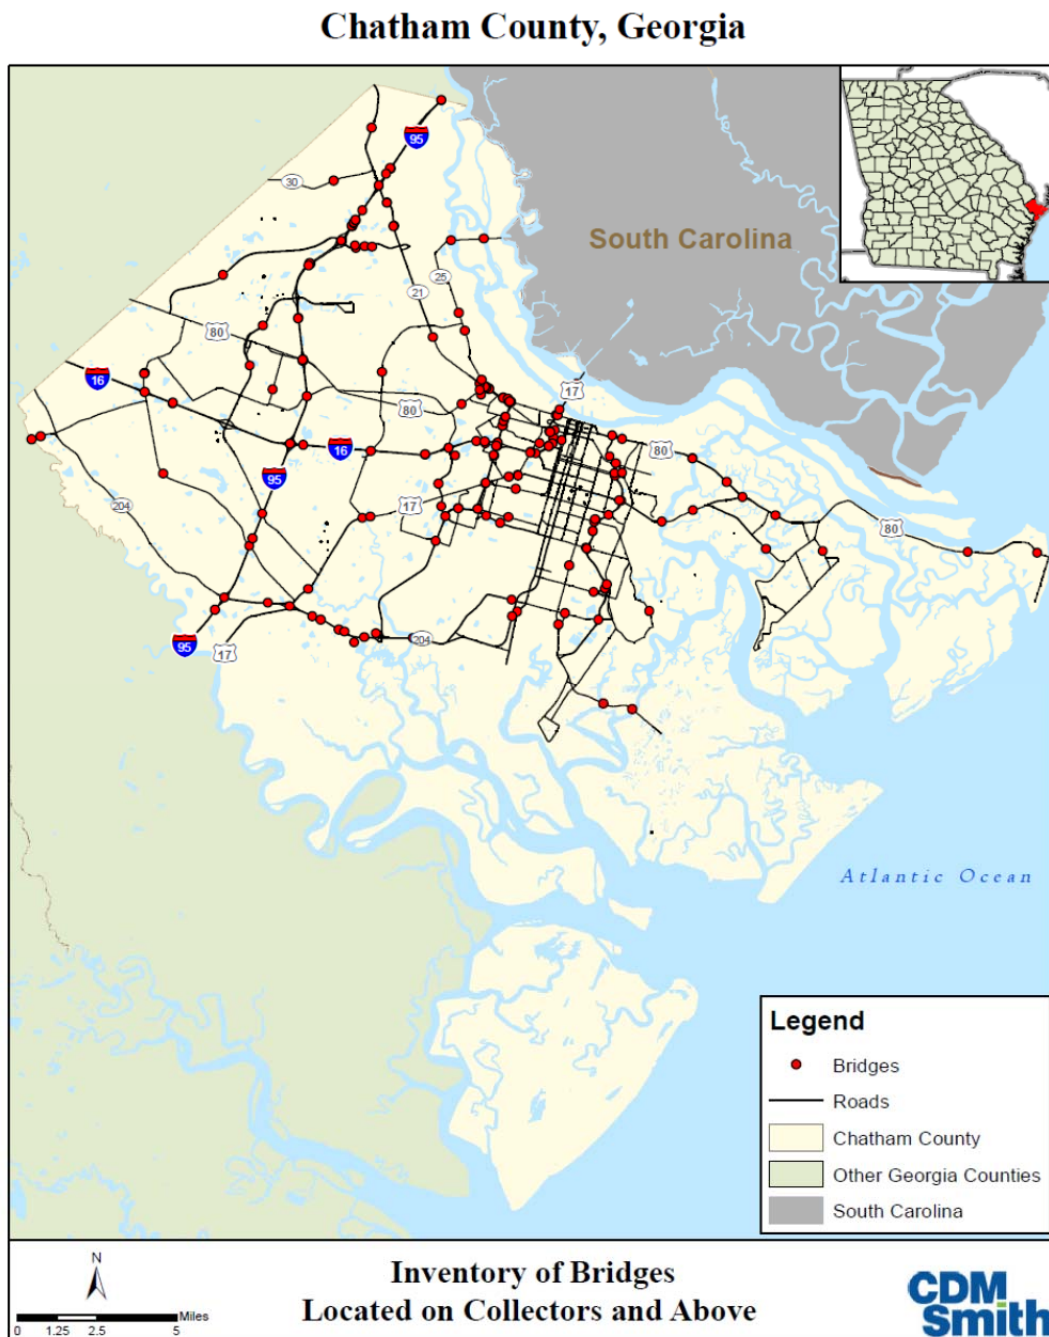 Chatham County, Georgia
95
30
South Carolina
25
21
80
16
17
80
80
16
95
17
204
80
204
95
17
Atlantic Ocean
Legend
Bridges
Roads
Chatham County
Other Georgia Counties
South Carolina
N
Miles
0 1.25 2.5 5
Inventory of Bridges
Located on Collectors and Above
CDM
Smith